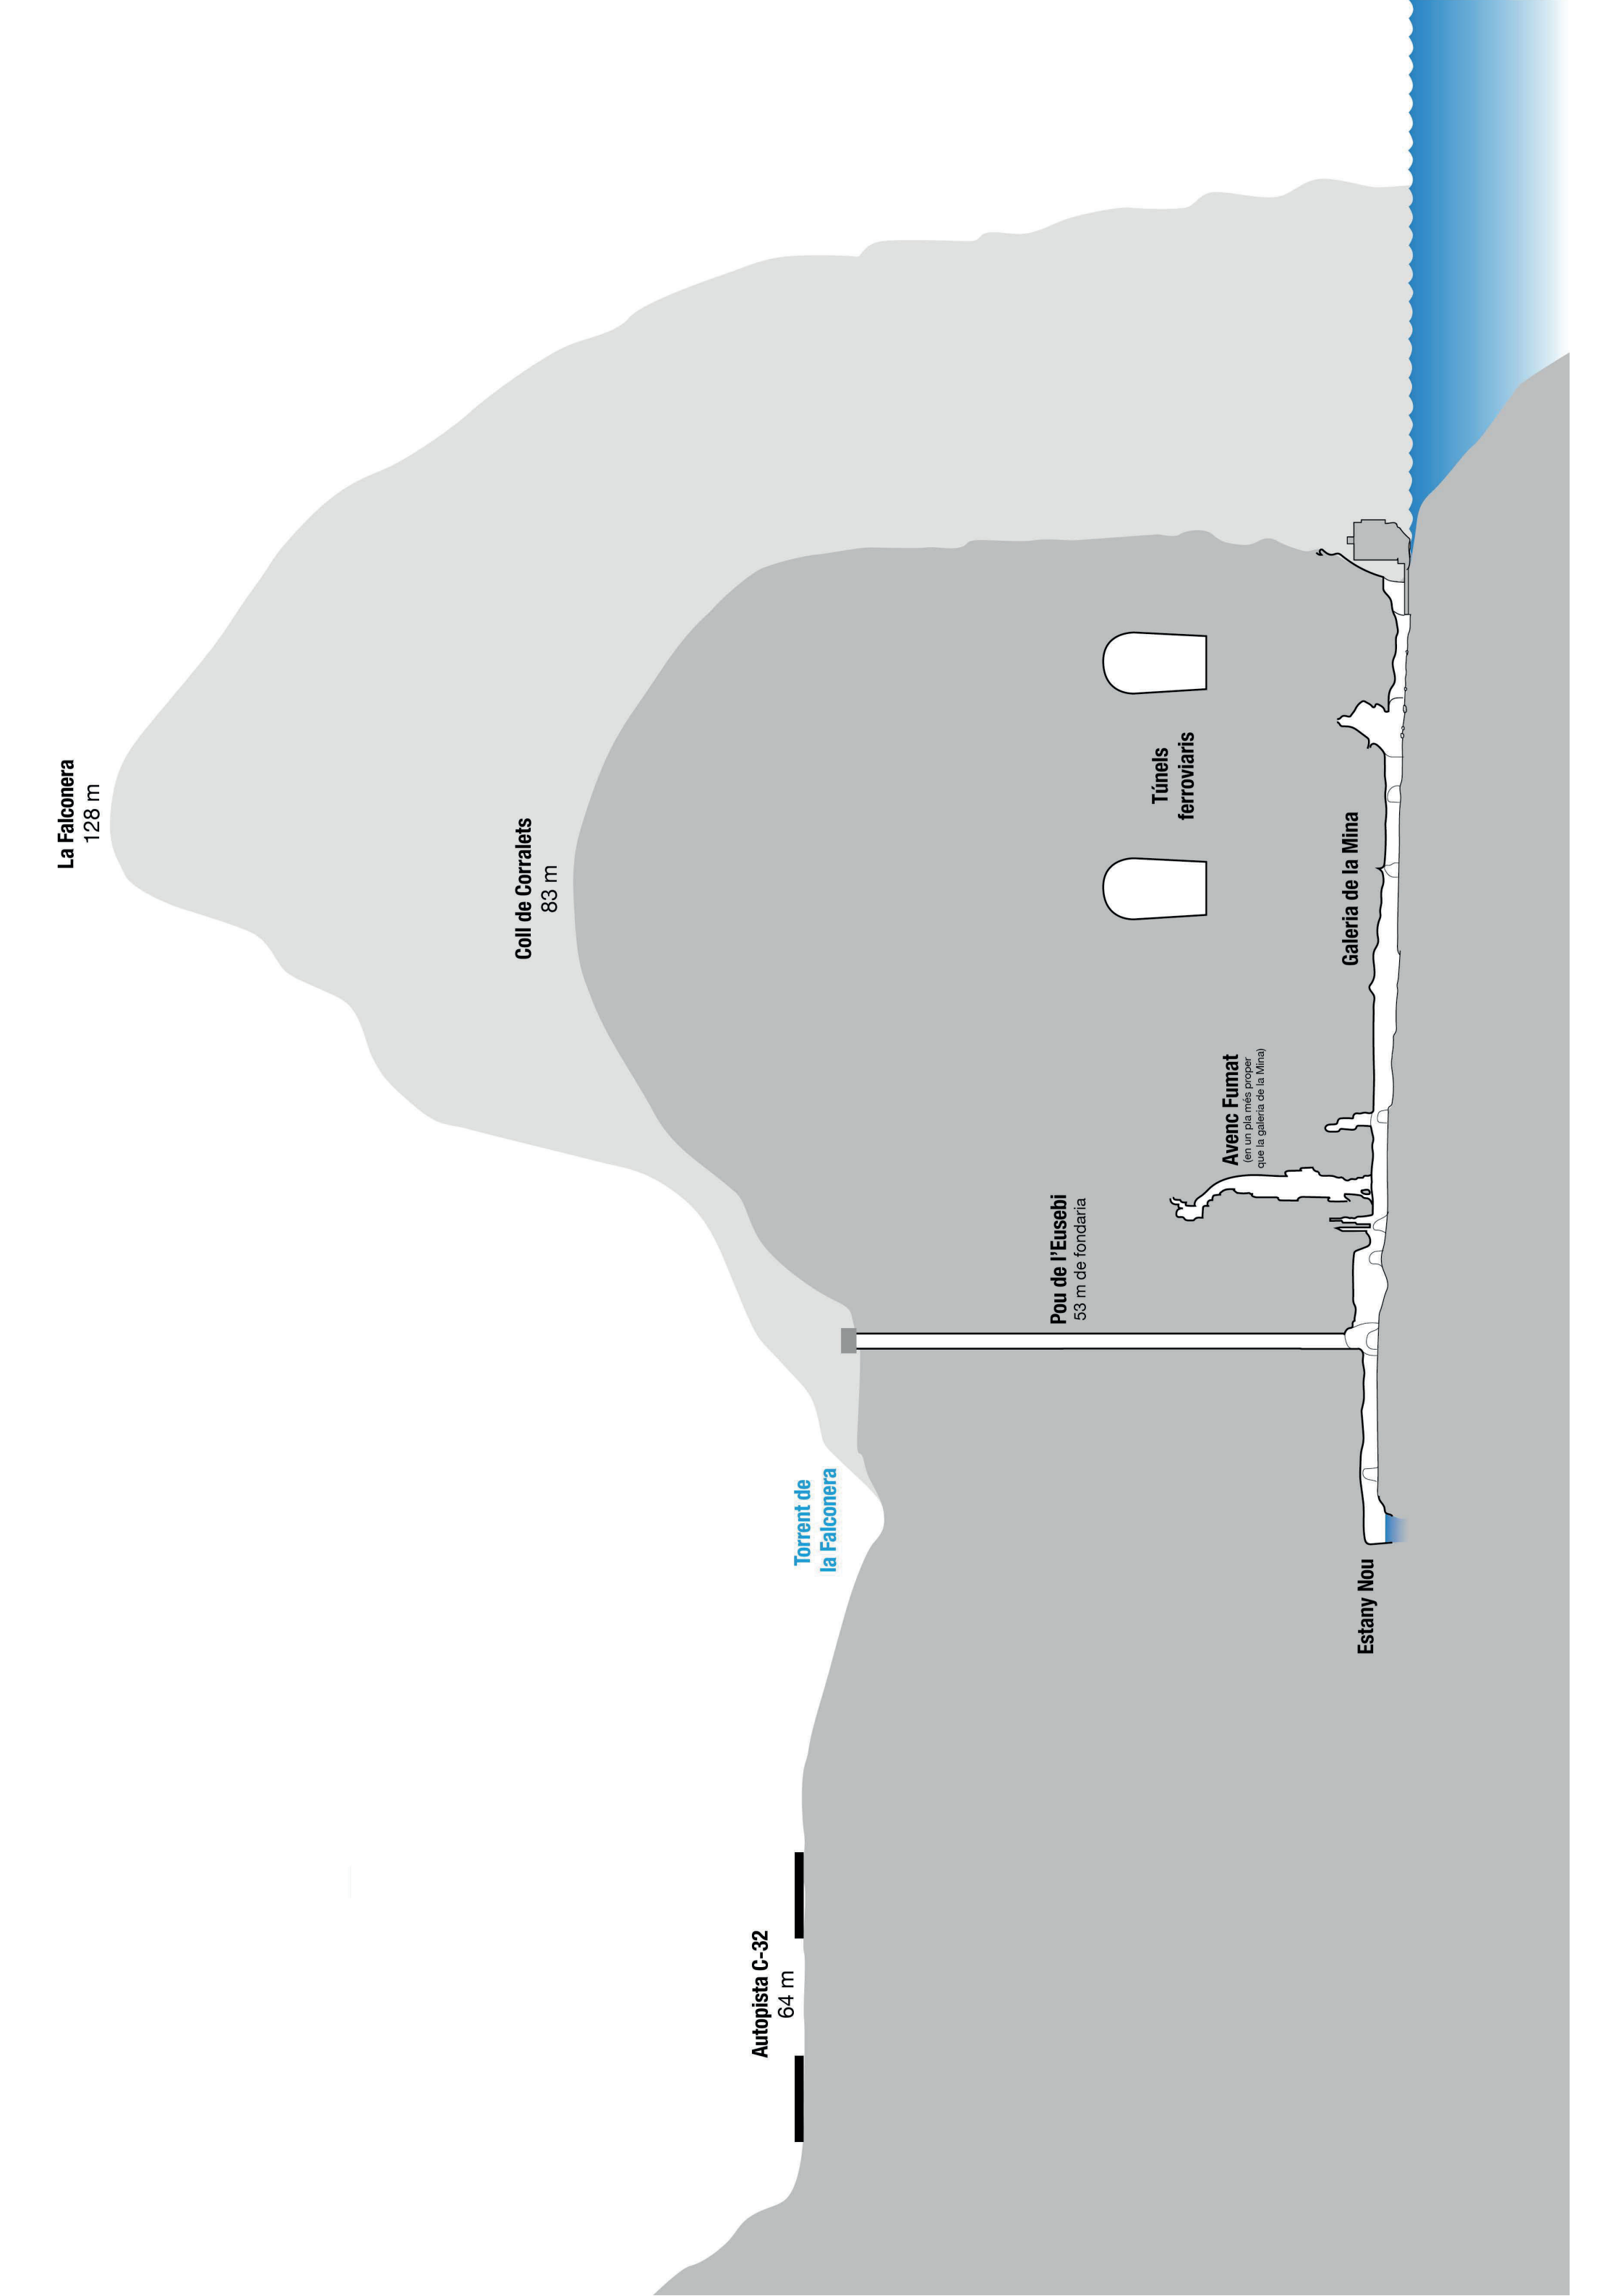 La Falconera
128 m
Coll de Corralets
83 m
Autopista C-32
64 m
Torrent de
la Falconera
Pou de l'Eusebi
53 m de fondaria
Túnels
ferroviaris
Avenc Fumat
(en un pla més proper
que la galeria de la Mina)
Galeria de la Mina
Estany Nou